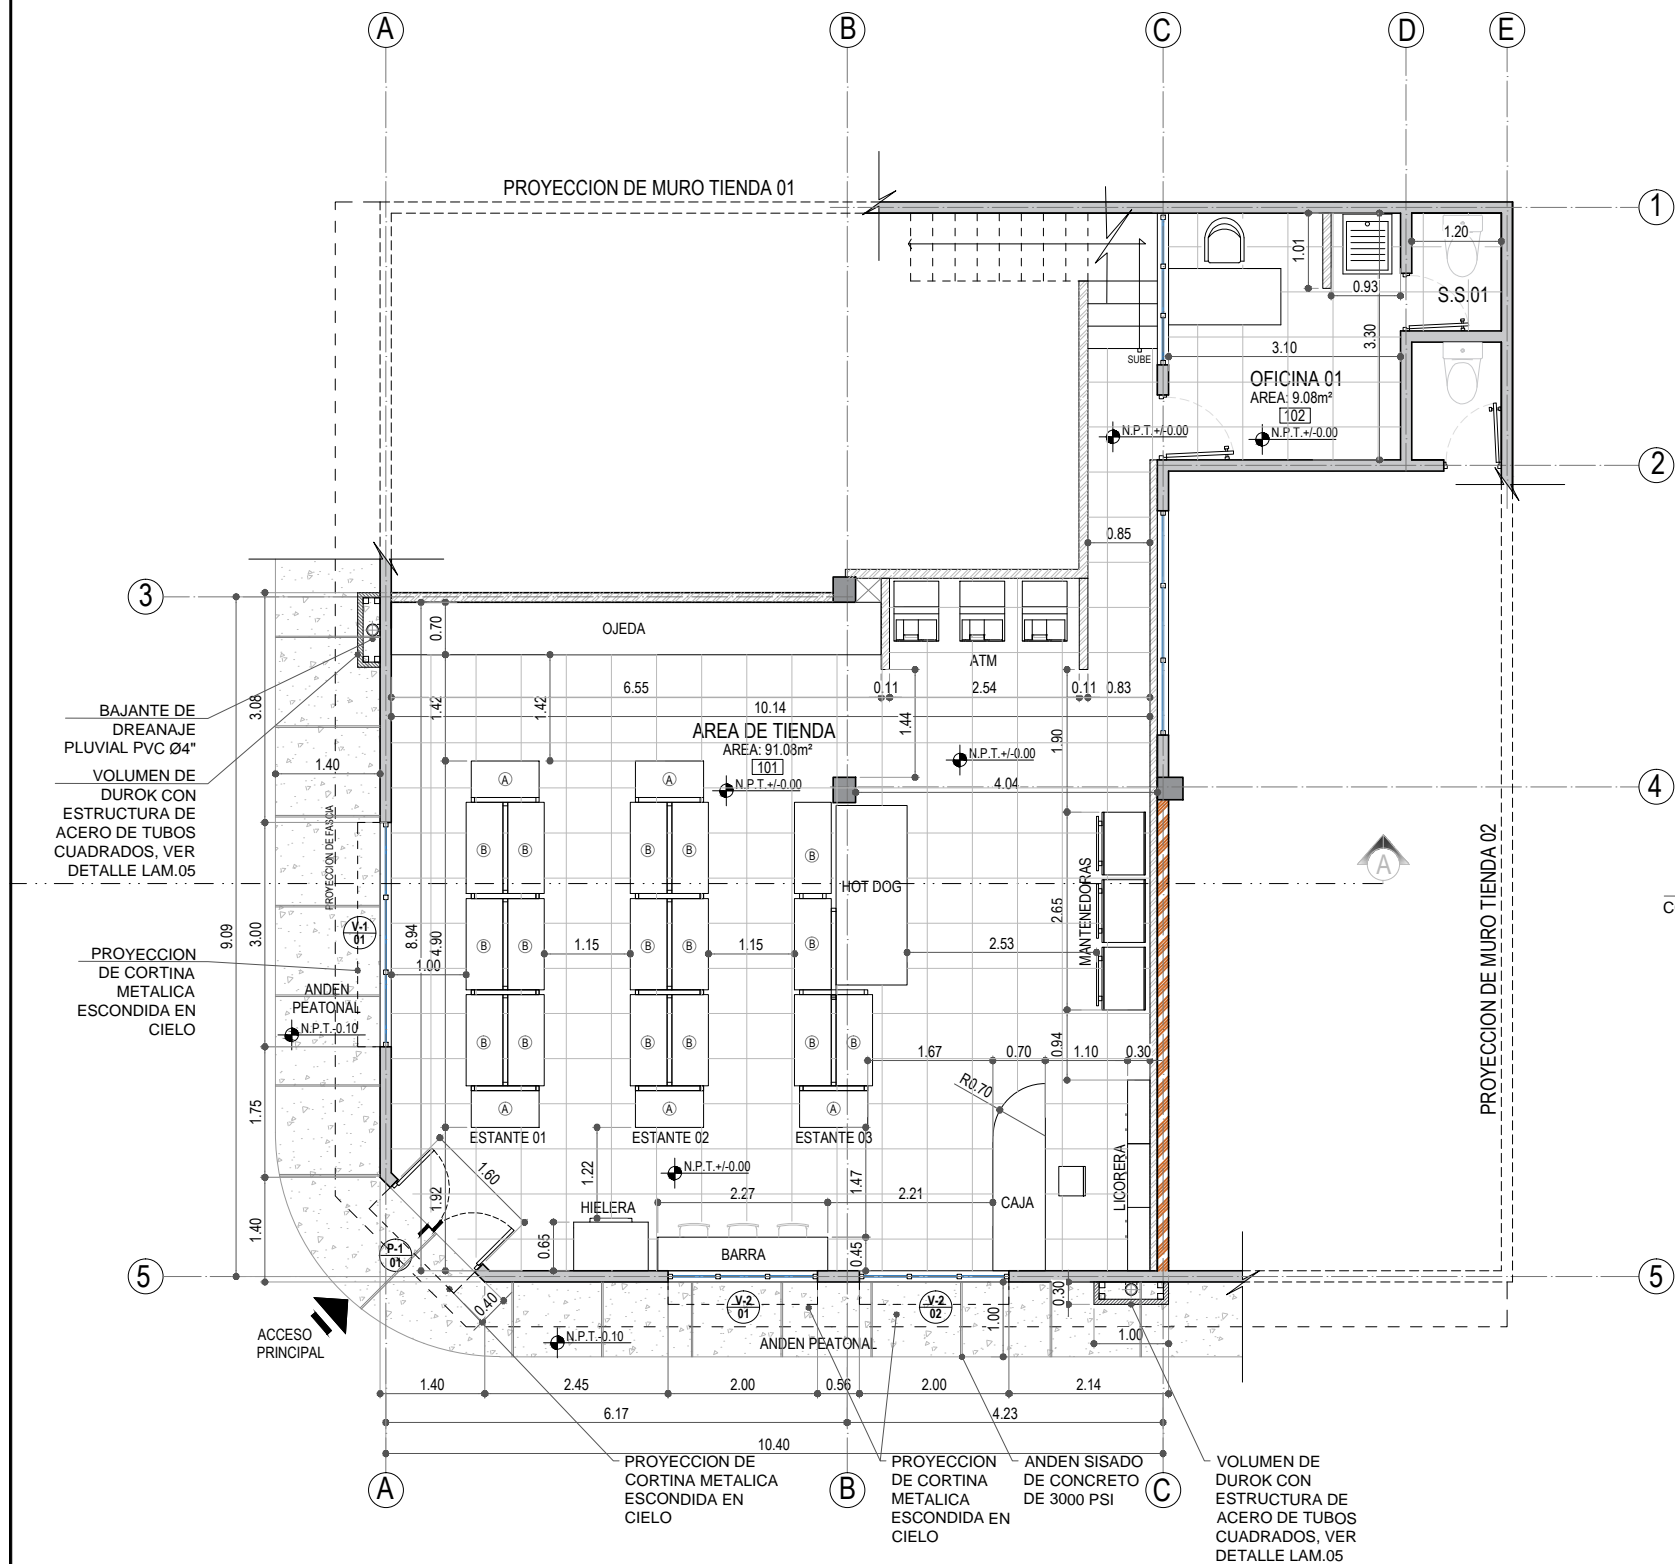 A
B
C
D
E
PROYECCION DE MURO TIENDA 01
1
1.20
1.01
0.93
S.S.01
3.30
SUBE
3.10
OFICINA 01
AREA: 9.08m²
102
N.P.T.+/-0.00
N.P.T.+/-0.00
2
0.85
3
0.70
OJEDA
ATM
6.55
0.11
2.54
0.11
0.83
10.14
3.08
1.42
1.42
1.44
1.90
BAJANTE DE
DREANAJE
PLUVIAL PVC Ø4"
AREA DE TIENDA
AREA: 91.08m²
101
N.P.T.+/-0.00
N.P.T.+/-0.00
1.40
4.04
4
VOLUMEN DE
DUROK CON
ESTRUCTURA DE
ACERO DE TUBOS
CUADRADOS, VER
DETALLE LAM.05
PROYECCION DE FASCIA
A
A
B
B
B
B
B
HOT DOG
MANTENEDORAS
2.65
A
C
PROYECCION DE MURO TIENDA 02
9.09
3.00
V-1
01
8.94
4.90
B
B
B
B
B
1.15
1.15
2.53
1.00
PROYECCION
DE CORTINA
METALICA
ESCONDIDA EN
CIELO
ANDEN
PEATONAL
N.P.T.-0.10
B
B
B
B
B
B
0.94
1.67
0.70
1.10
0.30
R0.70
1.75
A
A
A
ESTANTE 01
ESTANTE 02
ESTANTE 03
1.60
1.22
N.P.T.+/-0.00
1.47
1.92
2.27
2.21
LICORERA
1.40
HIELERA
CAJA
0.65
BARRA
0.45
P-1
01
5
5
0.40
V-2
01
V-2
02
1.00
0.30
1.00
ACCESO
PRINCIPAL
N.P.T.-0.10
ANDEN PEATONAL
1.40
2.45
2.00
0.56
2.00
2.14
6.17
4.23
10.40
A
B
C
PROYECCION DE
CORTINA METALICA
ESCONDIDA EN
CIELO
PROYECCION
DE CORTINA
METALICA
ESCONDIDA EN
CIELO
ANDEN SISADO
DE CONCRETO
DE 3000 PSI
VOLUMEN DE
DUROK CON
ESTRUCTURA DE
ACERO DE TUBOS
CUADRADOS, VER
DETALLE LAM.05